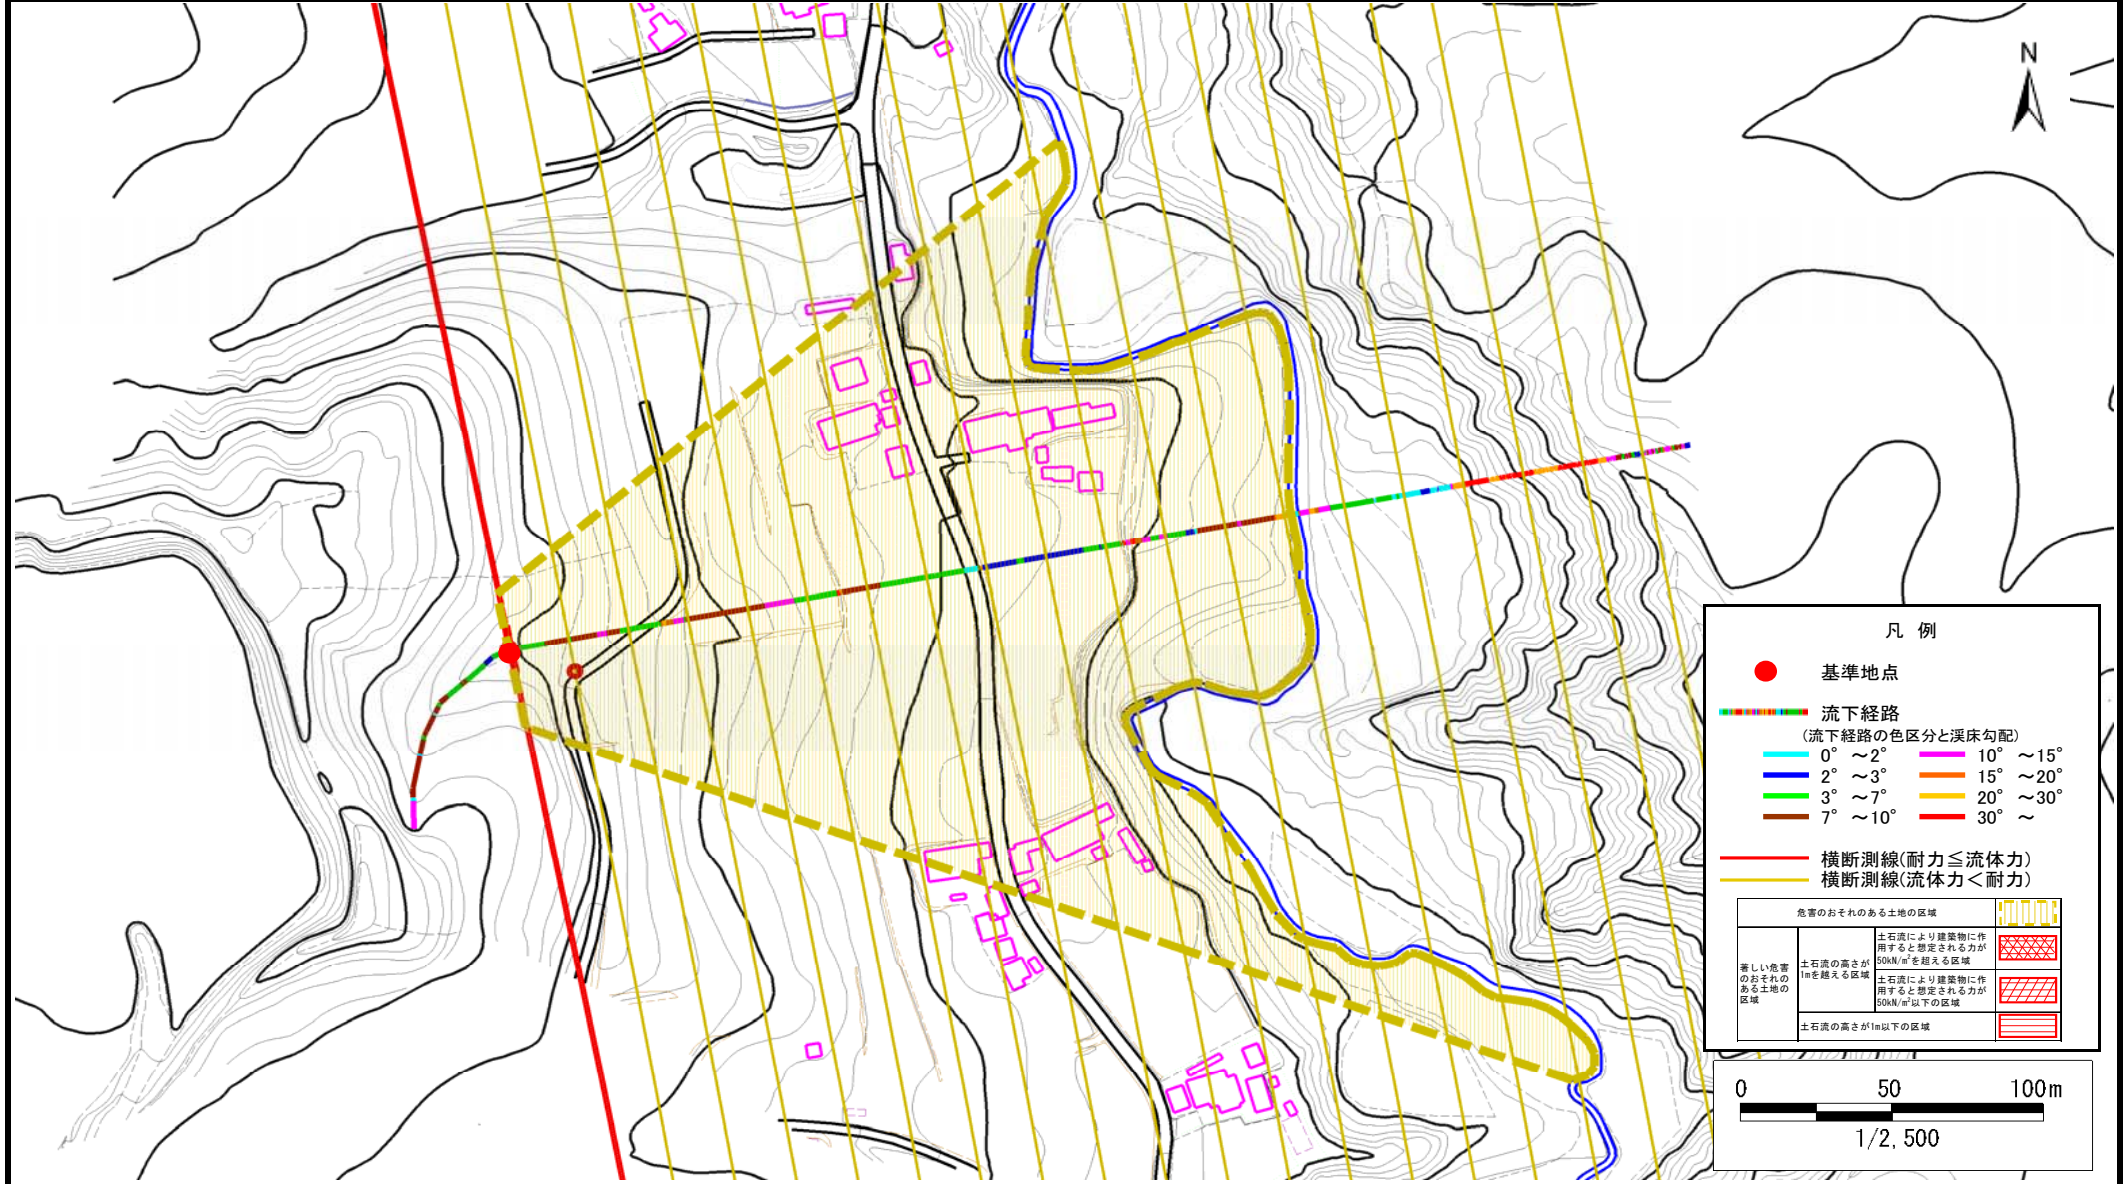 N
凡 例
基準地点
流下経路
(流下経路の色区分と渓床勾配)
0° ～2° 10° ～15°
2° ～3° 15° ～20°
3° ～7° 20° ～30°
7° ～10° 30° ～
横断測線(耐力≦流体力)
横断測線(流体力＜耐力)
危害のおそれのある土地の区域
著しい危害
のおそれの
ある土地の
区域
土石流の高さが
1mを越える区域
土石流により建築物に作
用すると想定される力が
50kN/㎡を超える区域
土石流により建築物に作
用すると想定される力が
50kN/㎡以下の区域
土石流の高さが1m以下の区域
0 50 100m
1/2,500